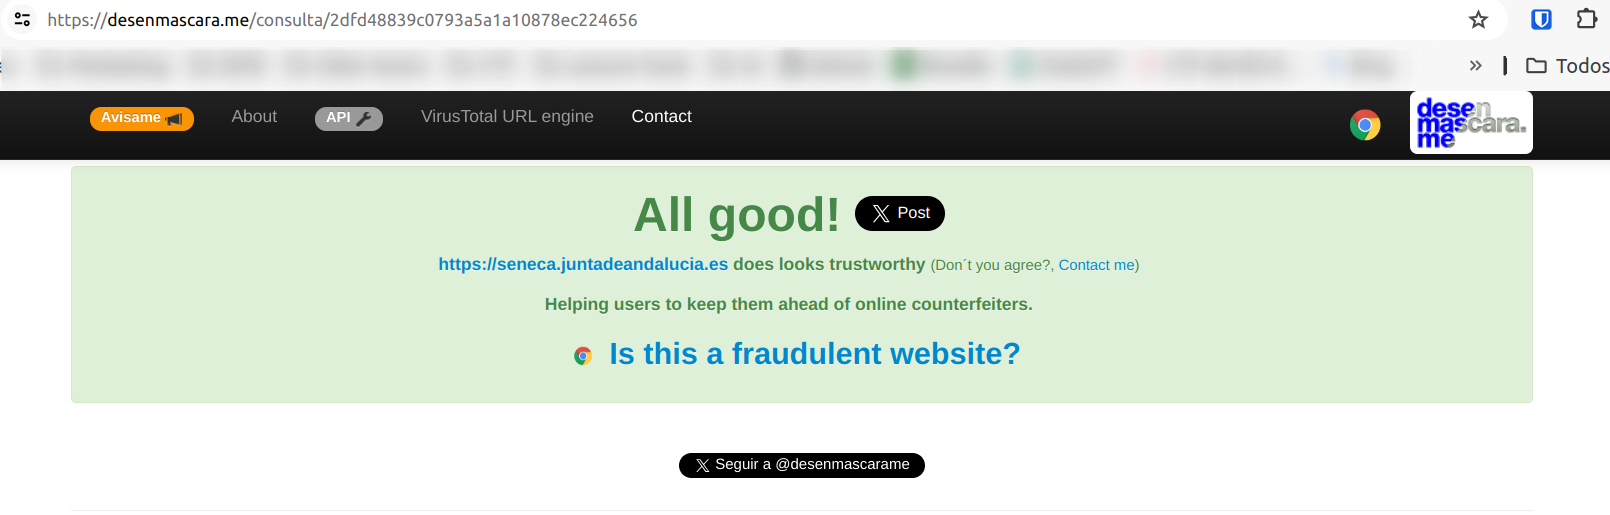 https://desenmascara.me/consulta/2dfd48839c0793a5a1a10878ec224656
Todos
Avisame About API VirusTotal URL engine Contact
desen
mascara.
me
All good! Post
https://seneca.juntadeandalucia.es does looks trustworthy (Don´t you agree?, Contact me)
Helping users to keep them ahead of online counterfeiters.
Is this a fraudulent website?
Seguir a @desenmascarame